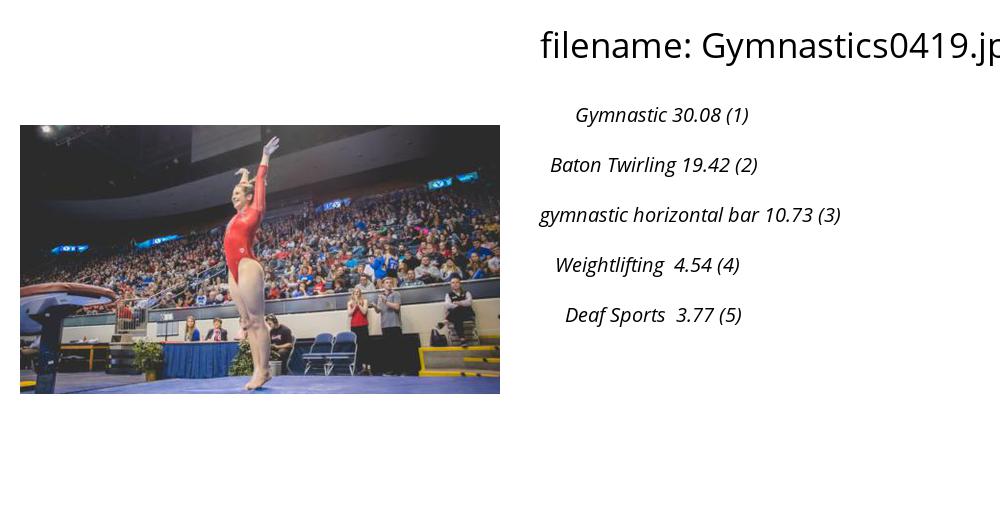 filename: Gymnastics0419.jp
Gymnastic 30.08 (1)
Baton Twirling 19.42 (2)
gymnastic horizontal bar 10.73 (3)
Weightlifting 4.54 (4)
Deaf Sports 3.77 (5)